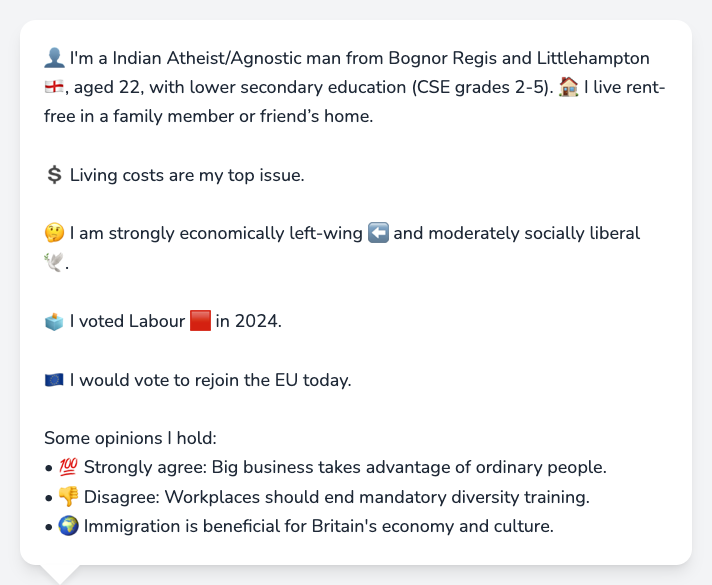 👤 I'm a Indian Atheist/Agnostic man from Bognor Regis and Littlehampton
🏴󠁧󠁢󠁥󠁮󠁧󠁿, aged 22, with lower secondary education (CSE grades 2-5). 🏠 I live rent-
free in a family member or friend’s home.
💲 Living costs are my top issue.
🤔 I am strongly economically left-wing ⬅️ and moderately socially liberal
🕊️.
🗳️ I voted Labour 🟥 in 2024.
🇪🇺 I would vote to rejoin the EU today.
Some opinions I hold:
• 💯 Strongly agree: Big business takes advantage of ordinary people.
• 👎 Disagree: Workplaces should end mandatory diversity training.
• 🌍 Immigration is beneficial for Britain's economy and culture.